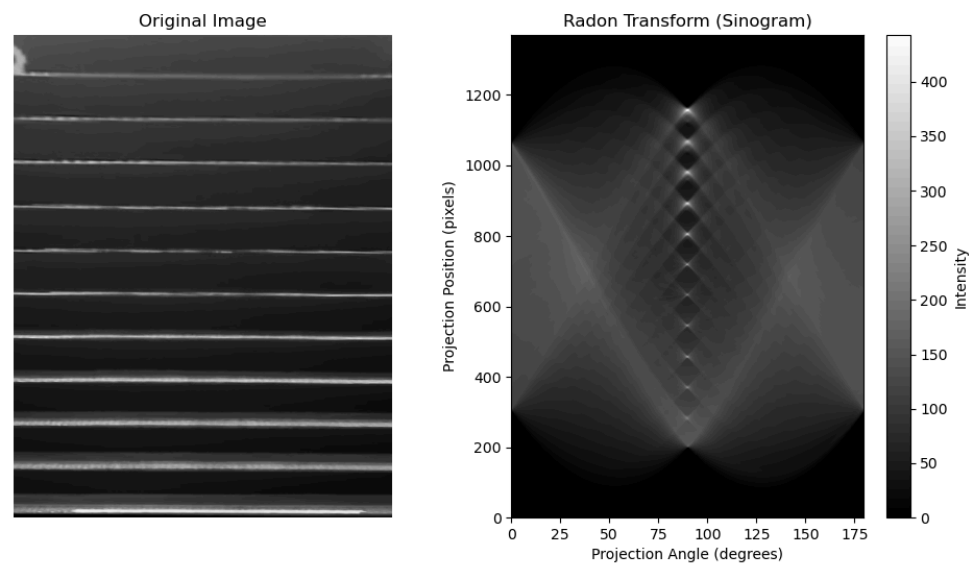 Original Image
Radon Transform (Sinogram)
Projection Position (pixels)
1200
1000
800
600
400
200
0
0 25 50 75 100 125 150 175
Projection Angle (degrees)
400
350
300
250
200
150
100
50
0
Intensity